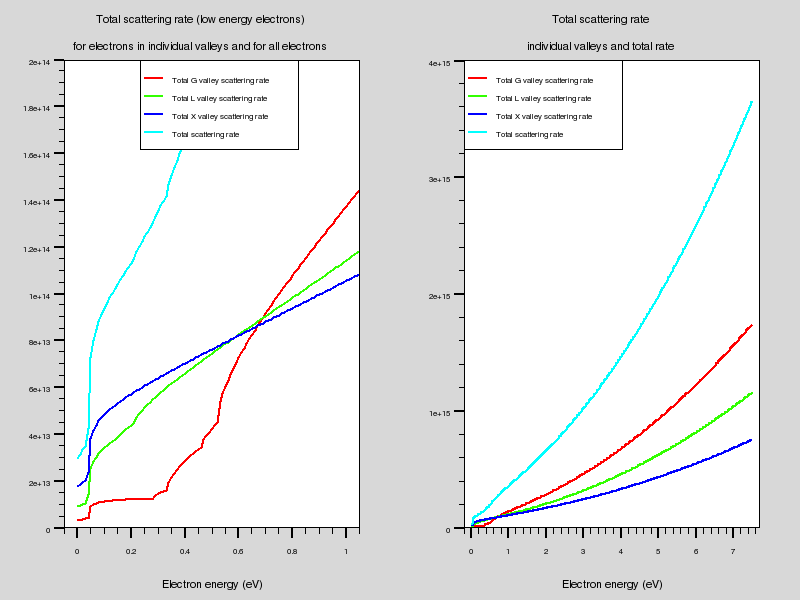 Total scattering rate (low energy electrons)
for electrons in individual valleys and for all electrons
2e+14
1.8e+14
1.6e+14
1.4e+14
1.2e+14
1e+14
8e+13
6e+13
4e+13
2e+13
0
Total G valley scattering rate
Total L valley scattering rate
Total X valley scattering rate
Total scattering rate
0 0.2 0.4 0.6 0.8 1
Electron energy (eV)
Total scattering rate
individual valleys and total rate
4e+15
3e+15
2e+15
1e+15
0
Total G valley scattering rate
Total L valley scattering rate
Total X valley scattering rate
Total scattering rate
0 1 2 3 4 5 6 7
Electron energy (eV)